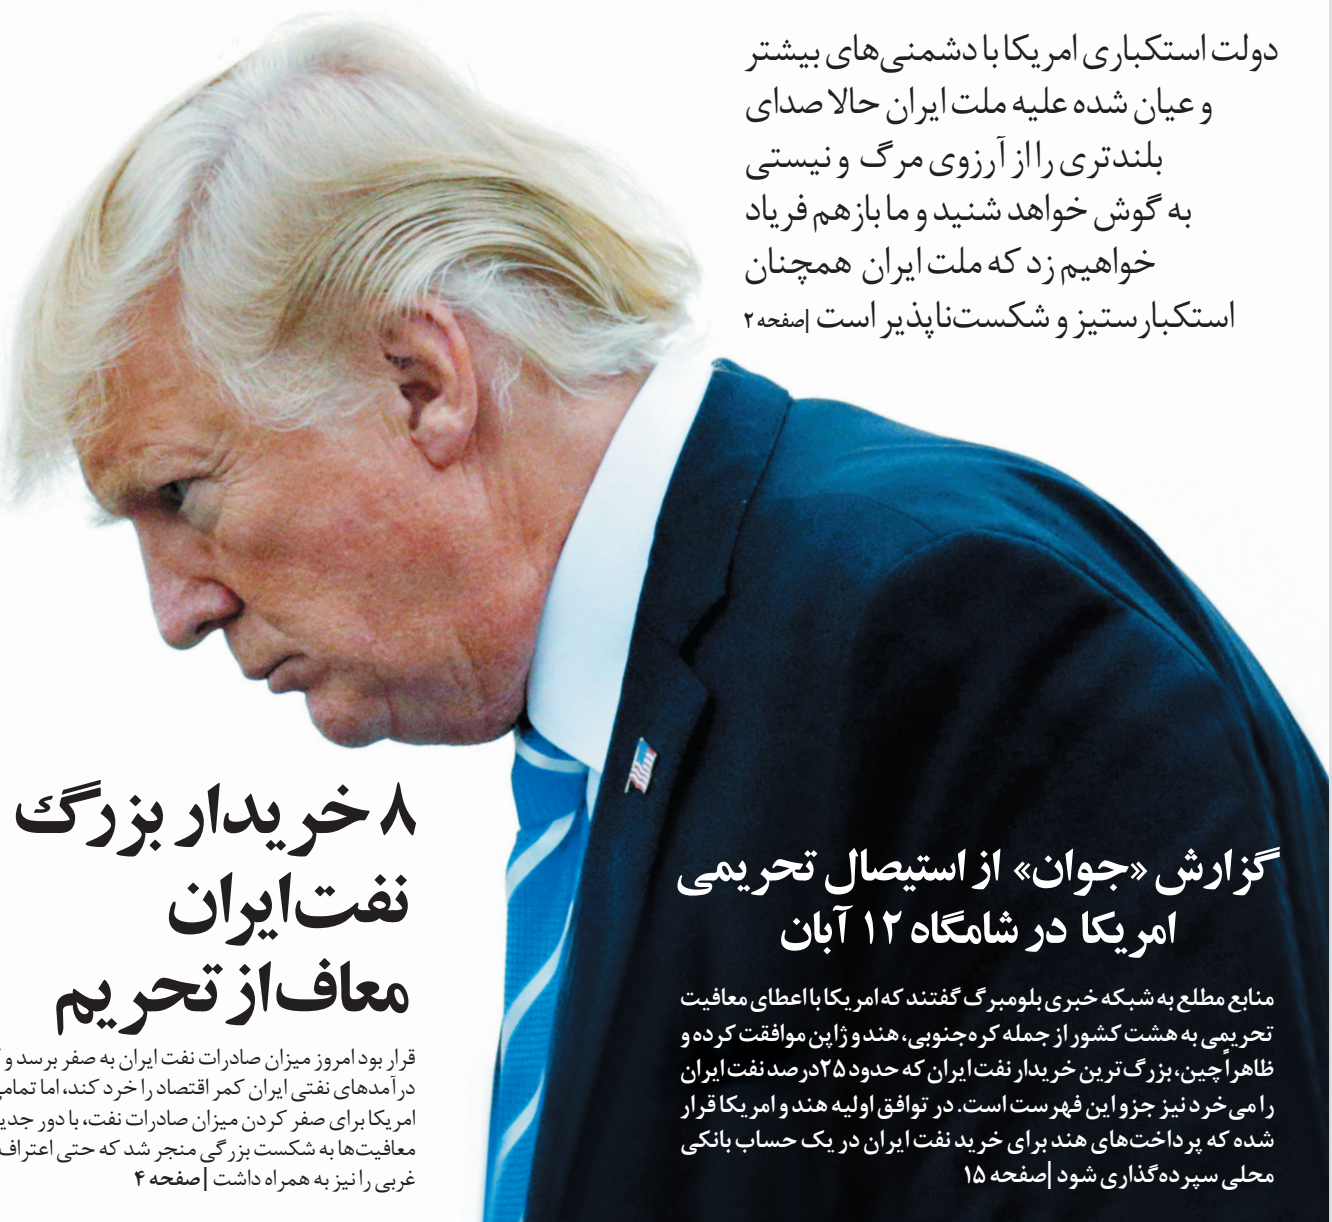 دولت استکباری امریکا با دشمنی‌های بیشتر
و عیان شده علیه ملت ایران حالا صدای
بلندتری را از آرزوی مرگ و نیستی
به گوش خواهد شنید و ما بازهم فریاد
خواهیم زد که ملت ایران همچنان
استکبارستیز و شکست‌ناپذیر است |صفحه۲
گزارش «جوان» از استیصال تحریمی
امریکا در شامگاه ۱۲ آبان
منابع مطلع به شبکه خبری بلومبرگ گفتند که امریکا با اعطای معافیت
تحریمی به هشت کشور از جمله کره‌جنوبی، هند و ژاپن موافقت کرده و
ظاهراً چین، بزرگ‌ترین خریدار نفت ایران که حدود ۲۵درصد نفت ایران
را می‌خرد نیز جزو این فهرست است. در توافق اولیه هند و امریکا قرار
شده که پرداخت‌های هند برای خرید نفت ایران در یک حساب بانکی
محلی سپرده‌گذاری شود |صفحه ۱۵
۸ خریدار بزرگ
نفت‌ایران
معاف‌از تحریم
قرار بود امروز میزان صادرات نفت ایران به صفر برسد و
درآمدهای نفتی ایران کمر اقتصاد را خرد کند، اما تمامی
امریکا برای صفر کردن میزان صادرات نفت، با دور جدید
معافیت‌ها به شکست بزرگی منجر شد که حتی اعتراف
غربی را نیز به همراه داشت |صفحه ۴